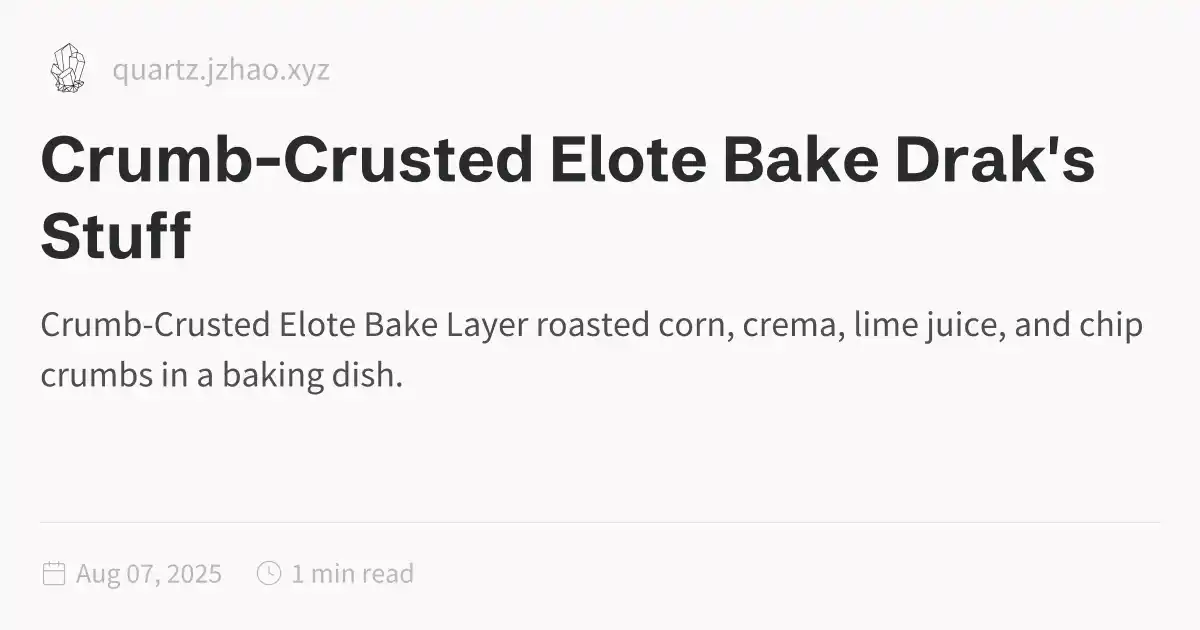 quartz.jzhao.xyz
Crumb-Crusted Elote Bake Drak's
Stuff
Crumb-Crusted Elote Bake Layer roasted corn, crema, lime juice, and chip
crumbs in a baking dish.
Aug 07, 2025 1 min read